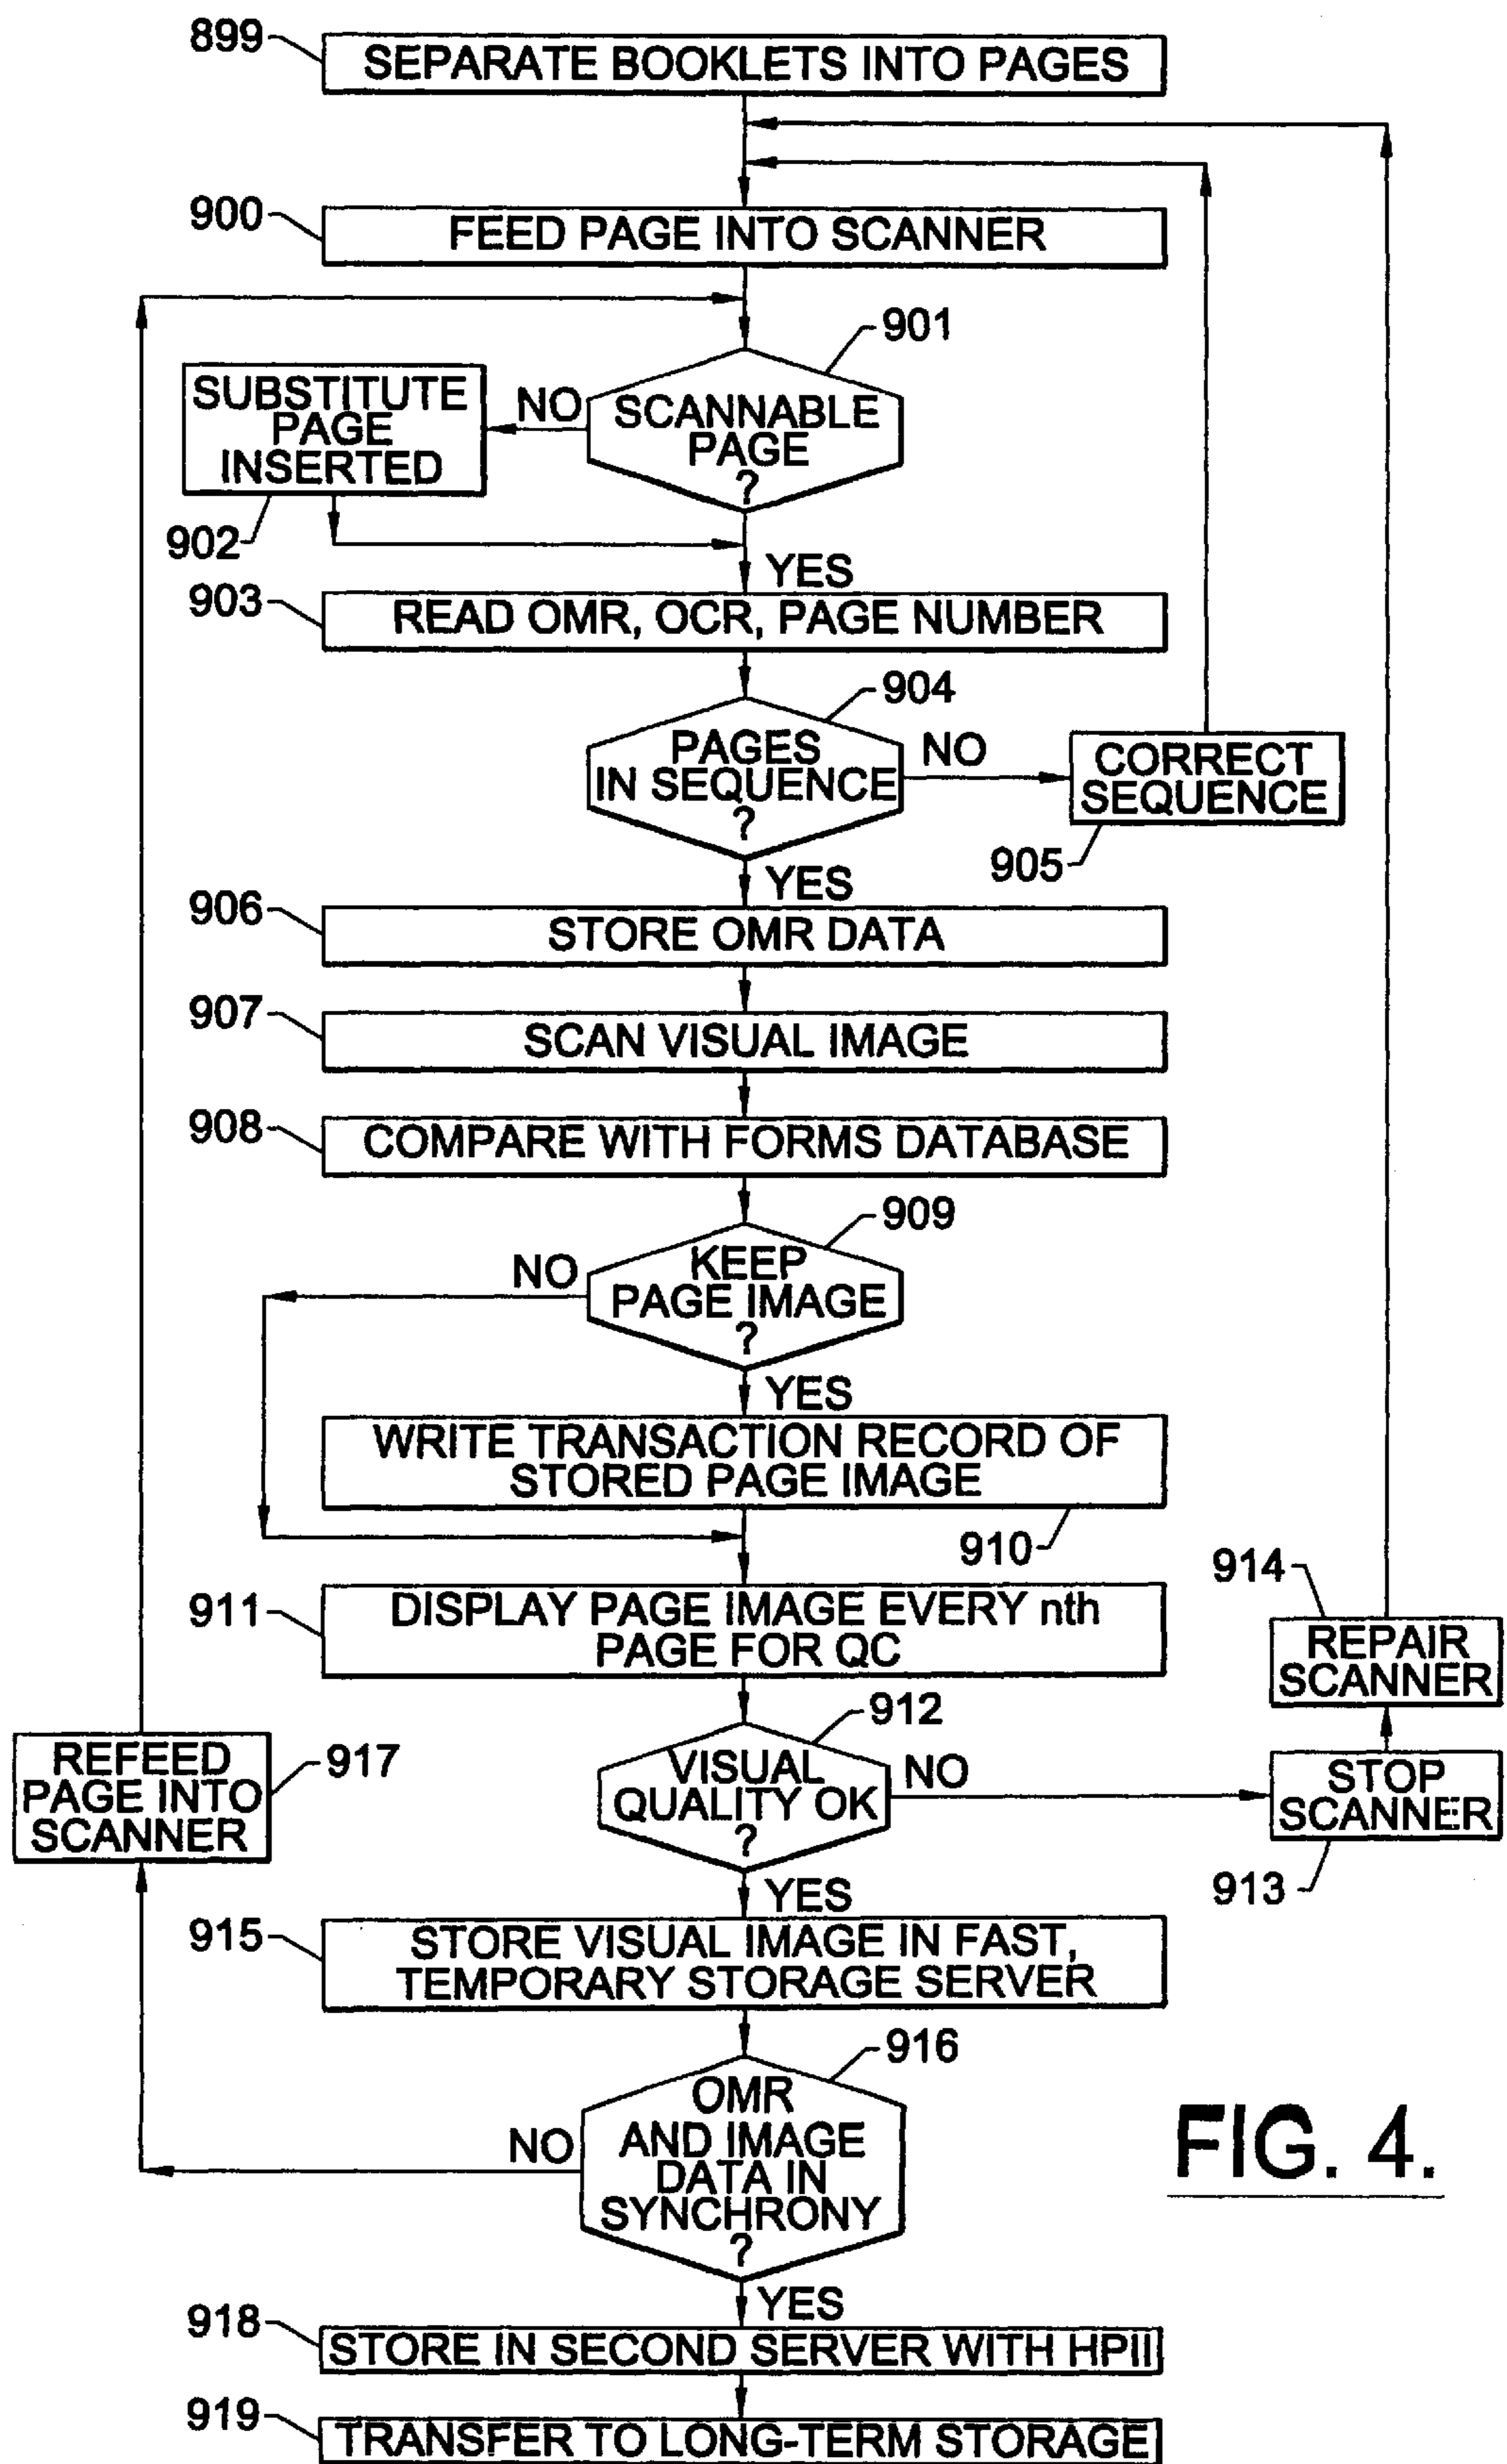 899
SEPARATE BOOKLETS INTO PAGES
900
FEED PAGE INTO SCANNER
901
SCANNABLE
PAGE
?
NO
SUBSTITUTE
PAGE
INSERTED
902
YES
903
READ OMR, OCR, PAGE NUMBER
904
PAGES
IN SEQUENCE
?
NO
CORRECT
SEQUENCE
905
YES
906
STORE OMR DATA
907
SCAN VISUAL IMAGE
908
COMPARE WITH FORMS DATABASE
909
KEEP
PAGE IMAGE
?
NO
YES
WRITE TRANSACTION RECORD OF
STORED PAGE IMAGE
910
911
DISPLAY PAGE IMAGE EVERY nth
PAGE FOR QC
912
VISUAL
QUALITY OK
?
NO
STOP
SCANNER
913
914
REPAIR
SCANNER
YES
915
STORE VISUAL IMAGE IN FAST,
TEMPORARY STORAGE SERVER
916
OMR
AND IMAGE
DATA IN
SYNCHRONY
?
NO
REFEED
PAGE INTO
SCANNER
917
YES
918
STORE IN SECOND SERVER WITH HPII
919
TRANSFER TO LONG-TERM STORAGE
FIG. 4.